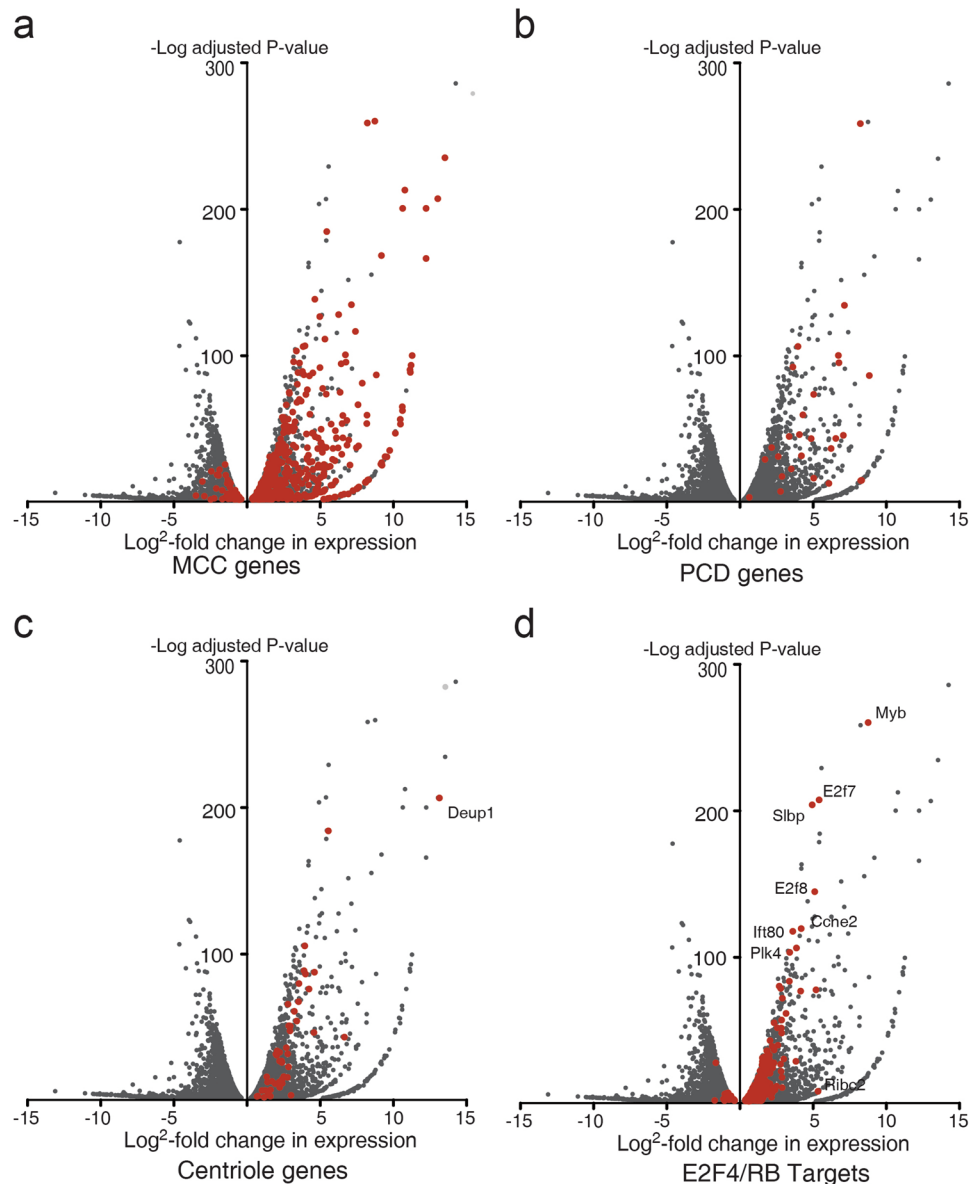 a
-Log adjusted P-value
300
200
100
-15
-10
-5
5
10
15
Log²-fold change in expression
MCC genes
b
-Log adjusted P-value
300
200
100
-15
-10
-5
5
10
15
Log²-fold change in expression
PCD genes
c
-Log adjusted P-value
300
200
100
Deup1
-15
-10
-5
5
10
15
Log²-fold change in expression
Centriole genes
d
-Log adjusted P-value
300
Myb
200
E2f7
Slbp
E2f8
Ccne2
Ift80
Plk4
100
Ribc2
-15
-10
-5
5
10
15
Log²-fold change in expression
E2F4/RB Targets